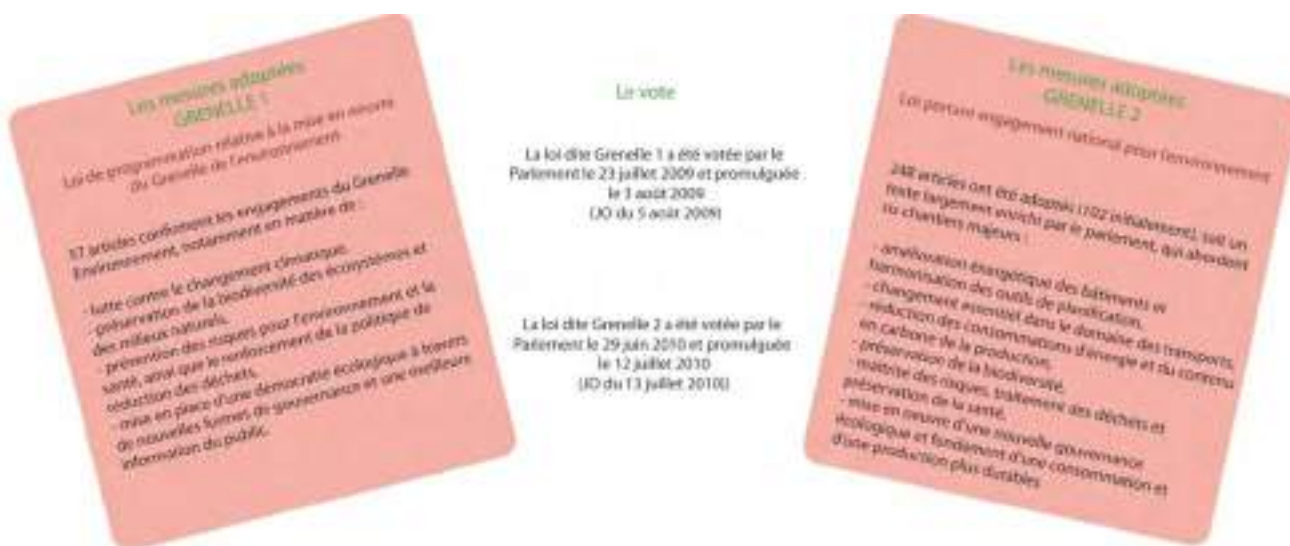 Les mesures adoptées
GRENELLE 1
Loi de programmation relative à la mise en oeuvre
du Grenelle de l'environnement
57 articles confirment les engagements du Grenelle
Environnement, notamment en matière de :
- lutte contre le changement climatique,
- préservation de la biodiversité des écosystèmes et
des milieux naturels,
- prévention des risques pour l'environnement et la
santé, ainsi que le renforcement de la politique de
réduction des déchets,
- mise en place d'une démocratie écologique à travers
de nouvelles formes de gouvernance et une meilleure
information du public.
Le vote
La loi dite Grenelle 1 a été votée par le
Parlement le 23 juillet 2009 et promulguée
le 3 août 2009
(JO du 5 août 2009)
La loi dite Grenelle 2 a été votée par le
Parlement le 29 juin 2010 et promulguée
le 12 juillet 2010
(JO du 13 juillet 2010)
Les mesures adoptées
GRENELLE 2
Loi portant engagement national pour l'environnement
248 articles ont été adoptés (102 initialement), soit un
texte largement enrichi par le parlement, qui abordent
chantiers majeurs :
- amélioration énergétique des bâtiments et
harmonisation des outils de planification,
- changement essentiel dans le domaine des transports,
- réduction des consommations d'énergie et du contenu
en carbone de la production,
- préservation de la biodiversité,
- maitrise des risques, traitement des déchets et
préservation de la santé,
- mise en oeuvre d'une nouvelle gouvernance
écologique et fondement d'une consommation et
d'une production plus durables